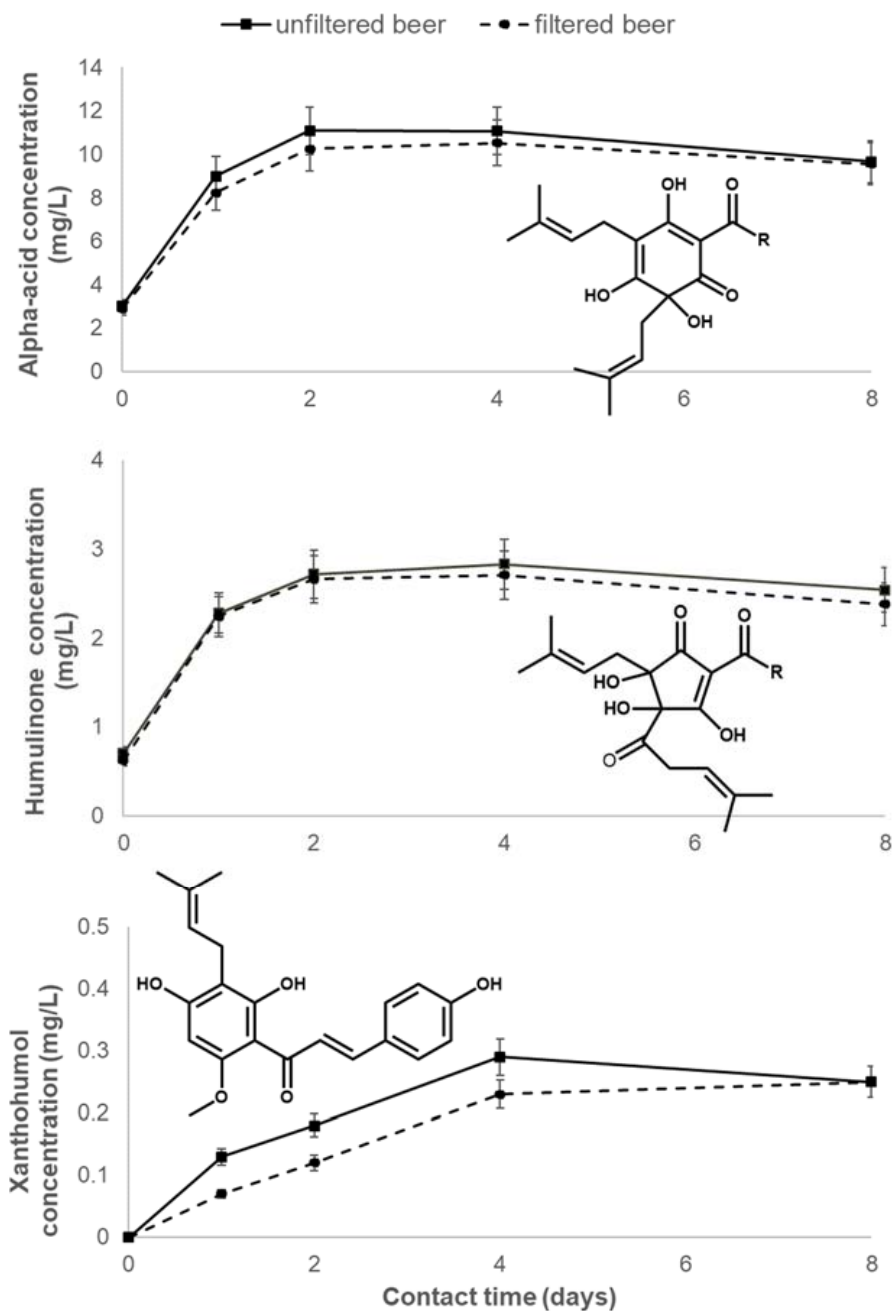 unfiltered beer filtered beer
Alpha-acid concentration
(mg/L)
14
12
10
8
6
4
2
0
0 2 4 6 8
OH O
R
HO O
OH
Humulinone concentration
(mg/L)
4
3
2
1
0
0 2 4 6 8
O O
HO R
HO
OH
O
Xanthohumol
concentration (mg/L)
0.5
0.4
0.3
0.2
0.1
0
HO OH OH
O O
0 2 4 6 8
Contact time (days)